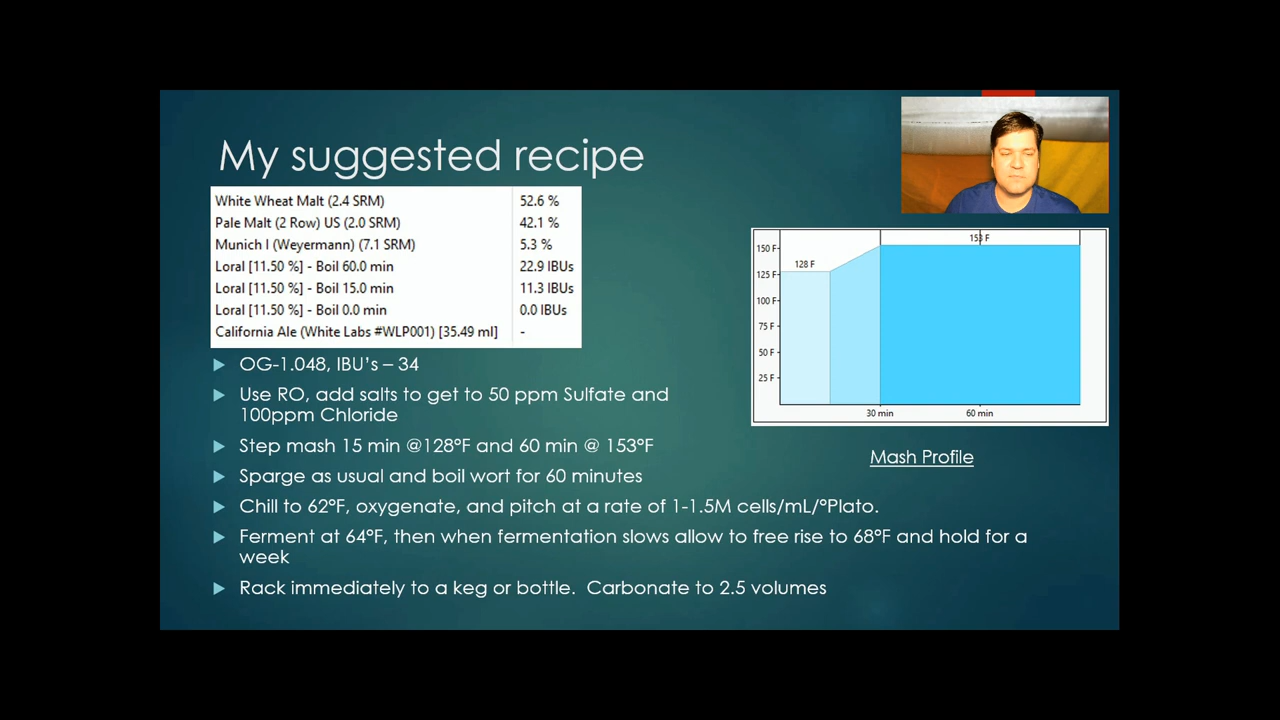 My suggested recipe
White Wheat Malt (2.4 SRM) 52.6 %
Pale Malt (2 Row) US (2.0 SRM) 42.1 %
Munich I (Weyermann) (7.1 SRM) 5.3 %
Loral [11.50 %] - Boil 60.0 min 22.9 IBUs
Loral [11.50 %] - Boil 15.0 min 11.3 IBUs
Loral [11.50 %] - Boil 0.0 min 0.0 IBUs
California Ale (White Labs #WLP001) [35.49 ml] -
OG-1.048, IBU's – 34
Use RO, add salts to get to 50 ppm Sulfate and
100ppm Chloride
Step mash 15 min @128°F and 60 min @ 153°F
Sparge as usual and boil wort for 60 minutes
Chill to 62°F, oxygenate, and pitch at a rate of 1-1.5M cells/mL/°Plato.
Ferment at 64°F, then when fermentation slows allow to free rise to 68°F and hold for a
week
Rack immediately to a keg or bottle. Carbonate to 2.5 volumes
153 F
150 F
128 F
125 F
100 F
75 F
50 F
25 F
30 min 60 min
Mash Profile